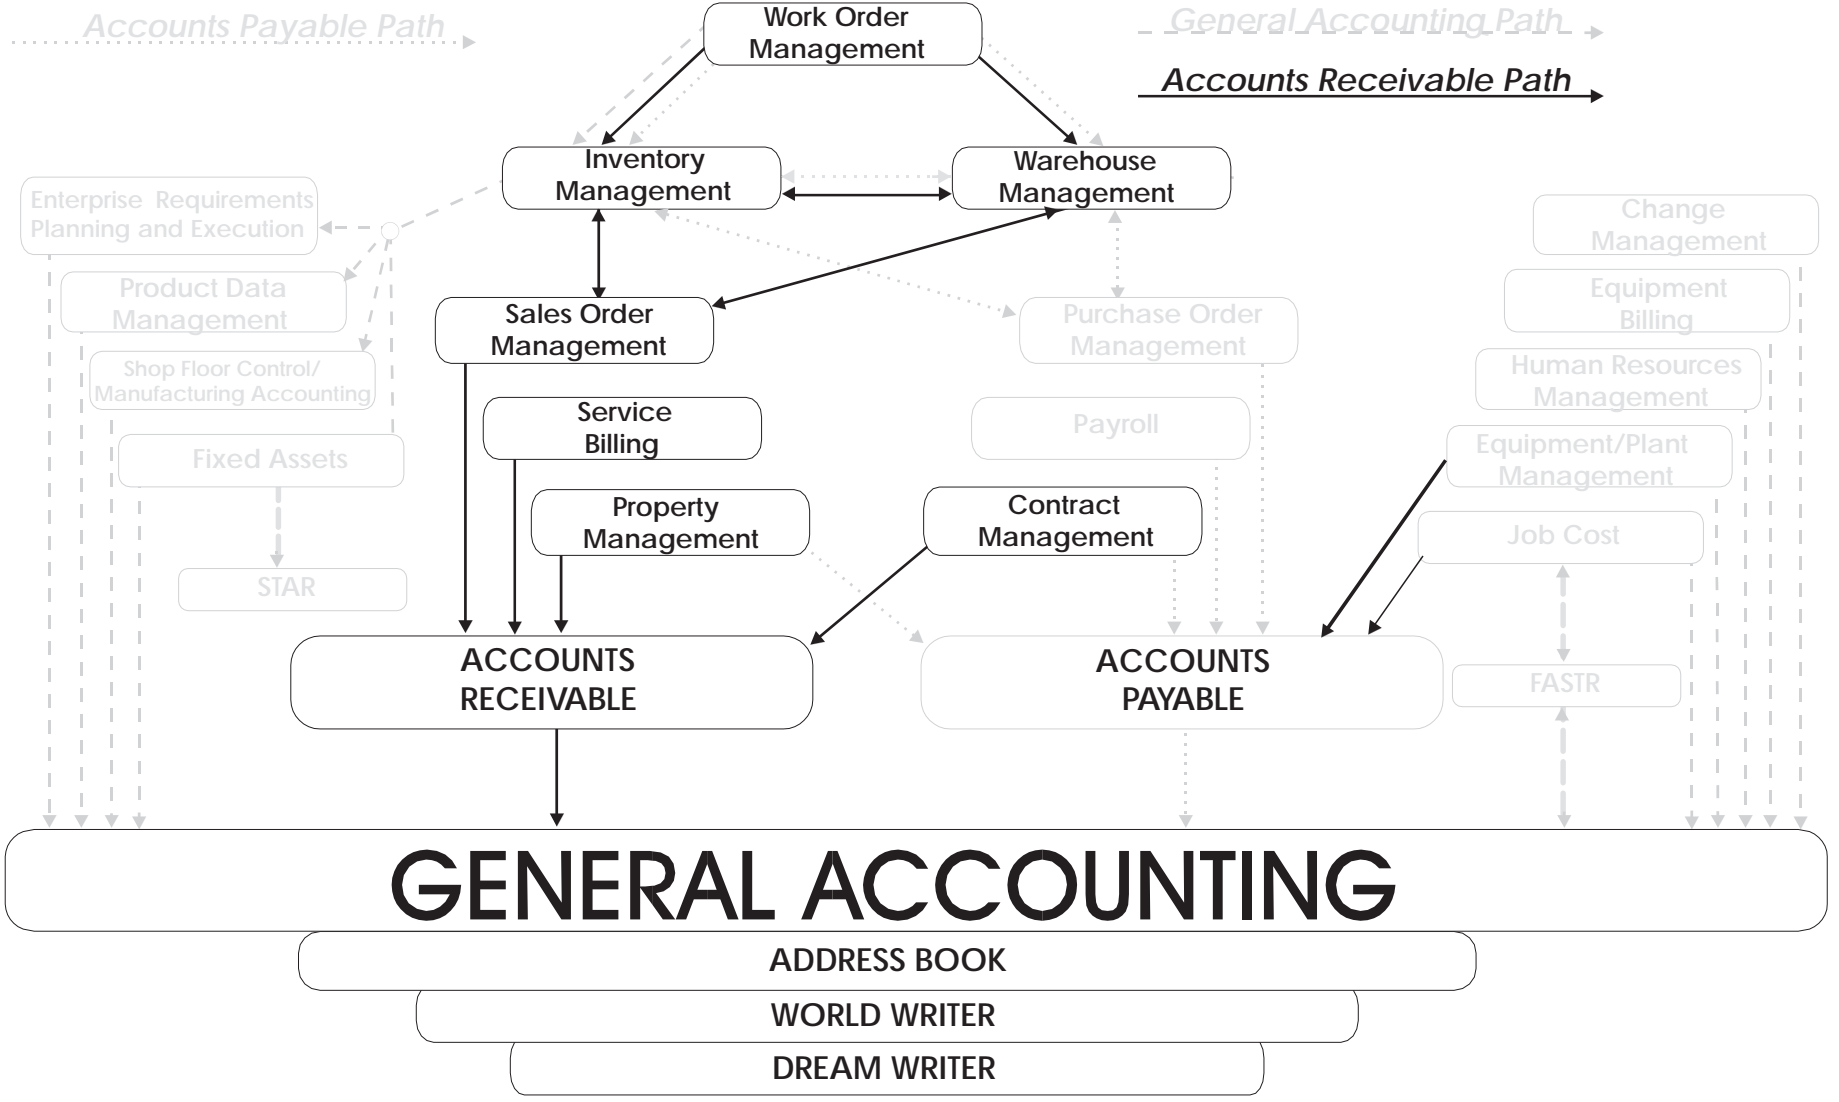 Accounts Payable Path
Work Order
Management
General Accounting Path
Accounts Receivable Path
Inventory
Management
Warehouse
Management
Enterprise Requirements
Planning and Execution
Change
Management
Product Data
Management
Equipment
Billing
Sales Order
Management
Purchase Order
Management
Shop Floor Control/
Manufacturing Accounting
Human Resources
Management
Service
Billing
Payroll
Fixed Assets
Equipment/Plant
Management
Property
Management
Contract
Management
Job Cost
STAR
ACCOUNTS
RECEIVABLE
ACCOUNTS
PAYABLE
FASTR
GENERAL ACCOUNTING
ADDRESS BOOK
WORLD WRITER
DREAM WRITER